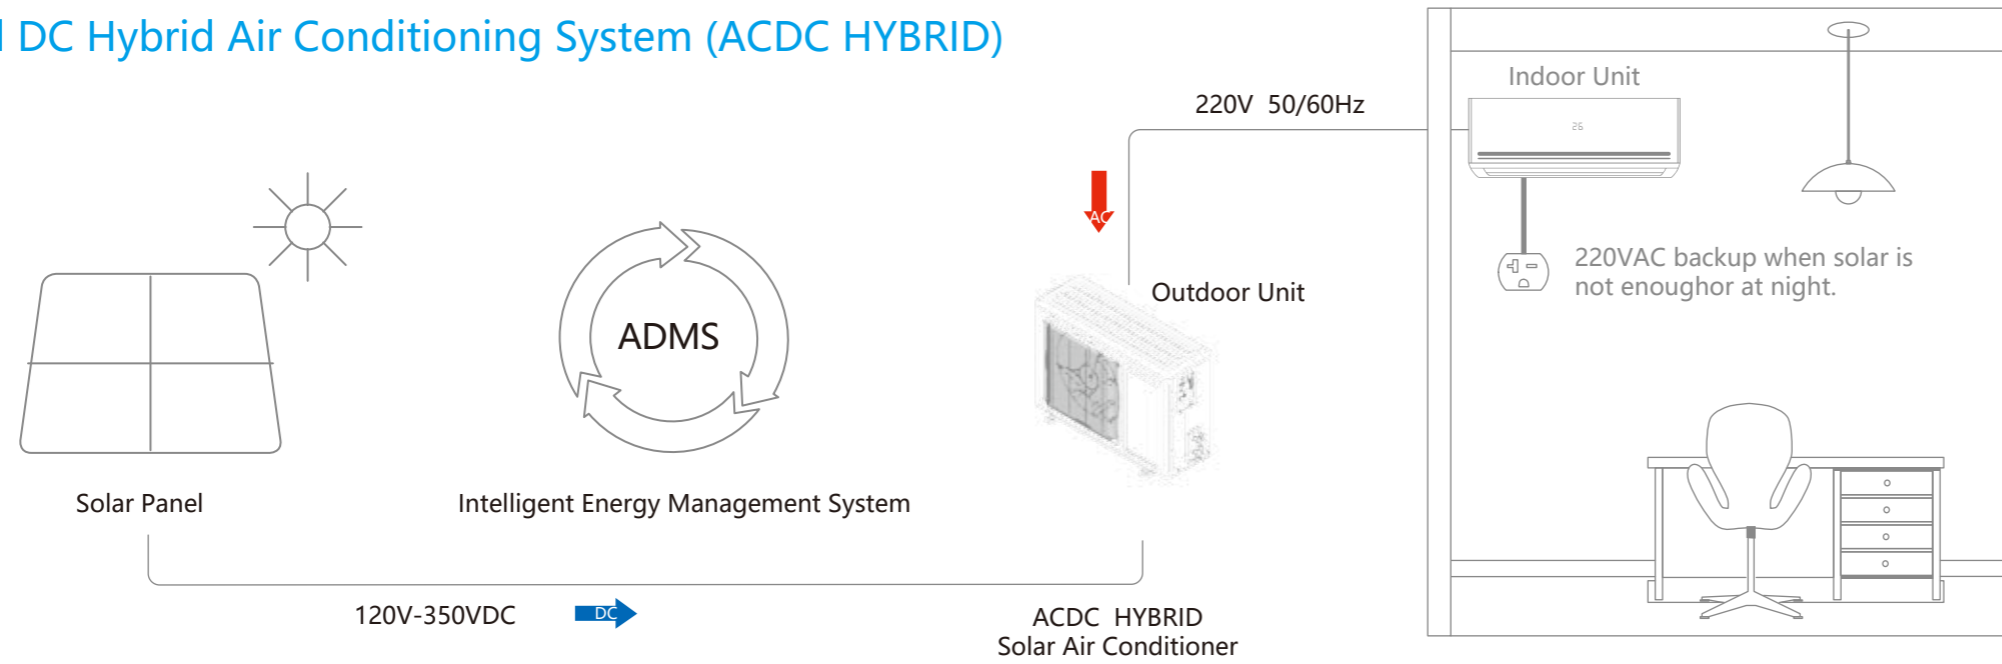 DC Hybrid Air Conditioning System (ACDC HYBRID)
Indoor Unit
220V 50/60Hz
26
AC
220VAC backup when solar is
not enoughor at night.
Outdoor Unit
ADMS
Solar Panel
Intelligent Energy Management System
120V-350VDC
DC
ACDC HYBRID
Solar Air Conditioner